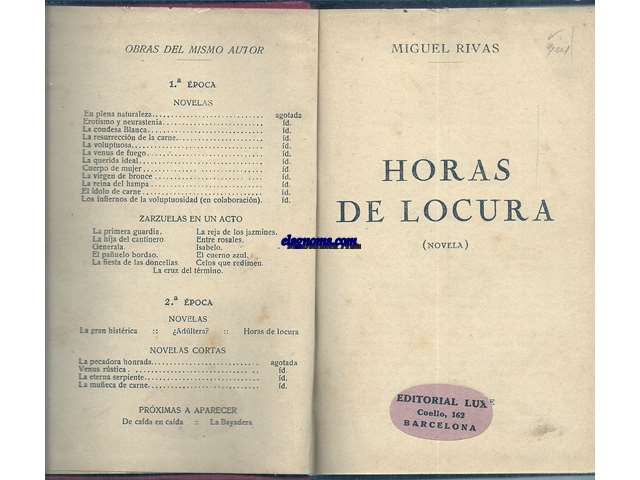 OBRAS DEL MISMO AUTOR
1.ª ÉPOCA
NOVELAS
En plena naturaleza agotada
Erotismo y neurastenia id.
La condesa Blanca id.
La resurrección de la carne. id.
La voluptuosa id.
La venus de fuego id.
La querida ideal id.
Cuerpo de mujer id.
La virgen de bronce id.
La reina del hampa id.
El ídolo de carne id.
Los infiernos de la voluptuosidad (en colaboración). id.
ZARZUELAS EN UN ACTO
La primera guardia. La reja de los jazmines.
La hija del cantinero Entre rosales.
Generala. Isabelo.
El pañuelo bordao. El cuerno azul.
La fiesta de las doncellas. Celos que redimen.
La cruz del término.
2.ª ÉPOCA
NOVELAS
La gran histérica :: ¿Adúltera? :: Horas de locura
NOVELAS CORTAS
La pecadora honrada agotada
Venus rústica id.
La eterna serpiente id.
La muñeca de carne id.
PRÓXIMAS A APARECER
De caída en caída :: La Bayadera
elgnoma.com
MIGUEL RIVAS
HORAS
DE LOCURA
(NOVELA)
EDITORIAL LUX
Coello, 162
BARCELONA